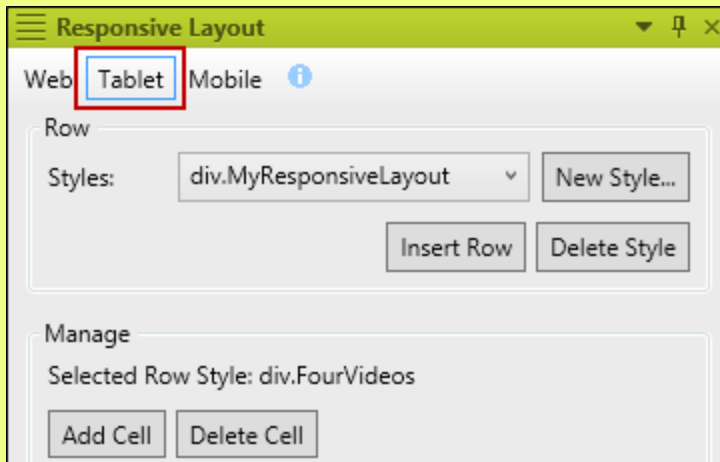 Responsive Layout
Web Tablet Mobile
Row
Styles: div.MyResponsiveLayout New Style...
Insert Row Delete Style
Manage
Selected Row Style: div.FourVideos
Add Cell Delete Cell